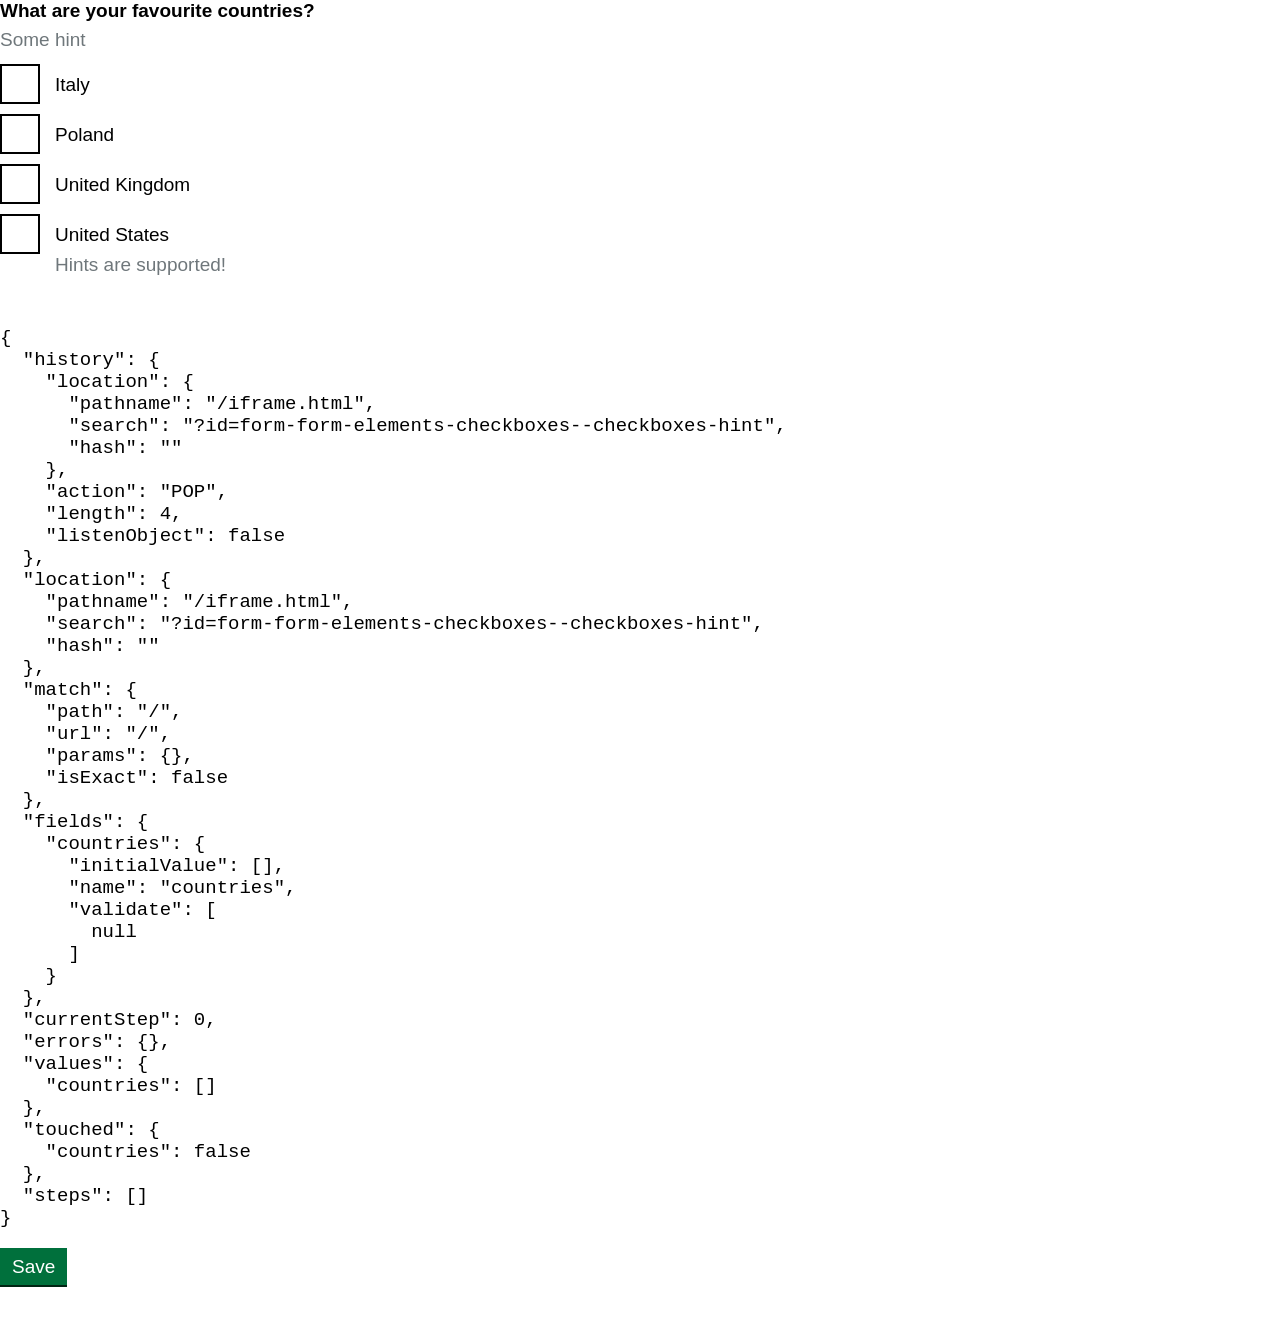 What are your favourite countries?
Some hint
Italy
Poland
United Kingdom
United States
Hints are supported!
{
  "history": {
    "location": {
      "pathname": "/iframe.html",
      "search": "?id=form-form-elements-checkboxes--checkboxes-hint",
      "hash": ""
    },
    "action": "POP",
    "length": 4,
    "listenObject": false
  },
  "location": {
    "pathname": "/iframe.html",
    "search": "?id=form-form-elements-checkboxes--checkboxes-hint",
    "hash": ""
  },
  "match": {
    "path": "/",
    "url": "/",
    "params": {},
    "isExact": false
  },
  "fields": {
    "countries": {
      "initialValue": [],
      "name": "countries",
      "validate": [
        null
      ]
    }
  },
  "currentStep": 0,
  "errors": {},
  "values": {
    "countries": []
  },
  "touched": {
    "countries": false
  },
  "steps": []
}
Save